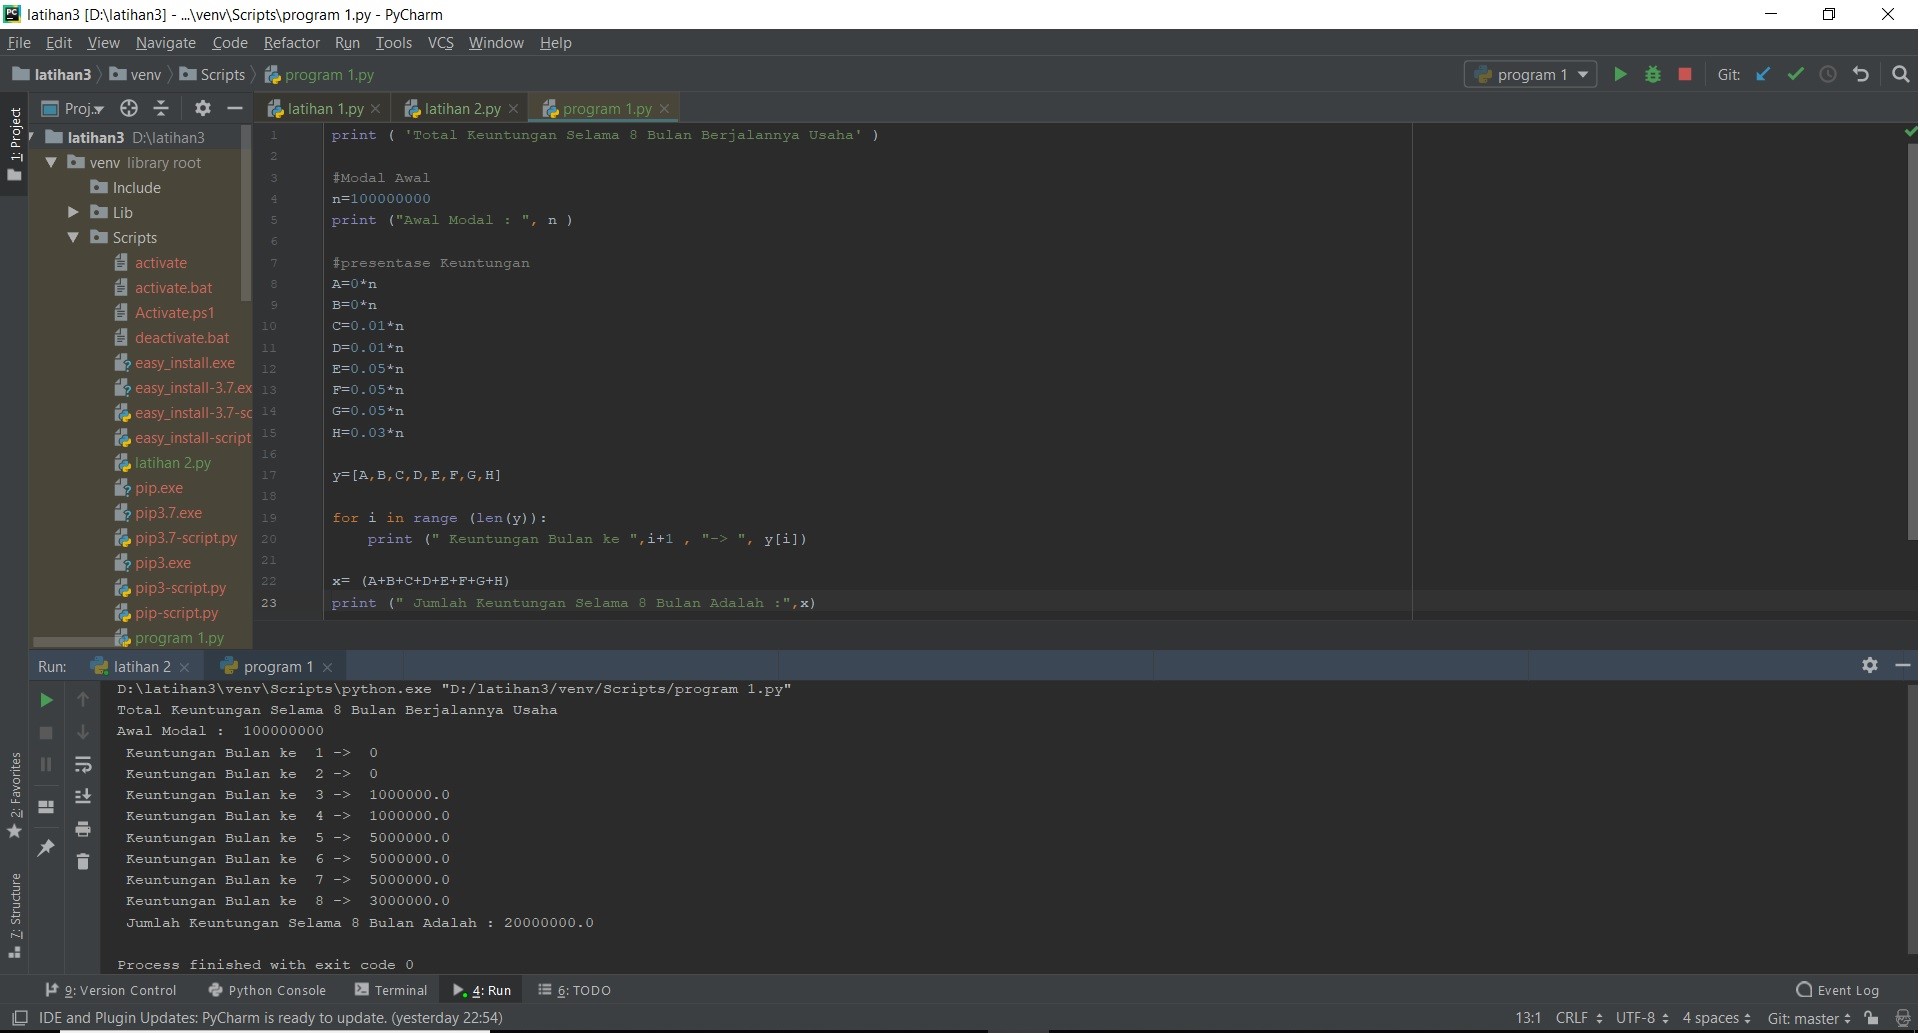 latihan3 [D:\latihan3] - ...\venv\Scripts\program 1.py - PyCharm
File Edit View Navigate Code Refactor Run Tools VCS Window Help
latihan3 venv Scripts program 1.py program 1 Git:
1: Project
Proj.. latihan 1.py latihan 2.py program 1.py
latihan3 D:\latihan3
venv library root
Include
Lib
Scripts
activate
activate.bat
Activate.ps1
deactivate.bat
easy_install.exe
easy_install-3.7.ex
easy_install-3.7-sc
easy_install-script
latihan 2.py
pip.exe
pip3.7.exe
pip3.7-script.py
pip3.exe
pip3-script.py
pip-script.py
program 1.py
1 print ( 'Total Keuntungan Selama 8 Bulan Berjalannya Usaha' )
2
3 #Modal Awal
4 n=100000000
5 print ("Awal Modal : ", n )
6
7 #presentase Keuntungan
8 A=0*n
9 B=0*n
10 C=0.01*n
11 D=0.01*n
12 E=0.05*n
13 F=0.05*n
14 G=0.05*n
15 H=0.03*n
16
17 y=[A,B,C,D,E,F,G,H]
18
19 for i in range (len(y)):
20     print (" Keuntungan Bulan ke ",i+1 , "-> ", y[i])
21
22 x= (A+B+C+D+E+F+G+H)
23 print (" Jumlah Keuntungan Selama 8 Bulan Adalah :",x)
Run: latihan 2 program 1
D:\latihan3\venv\Scripts\python.exe "D:/latihan3/venv/Scripts/program 1.py"
Total Keuntungan Selama 8 Bulan Berjalannya Usaha
Awal Modal :  100000000
 Keuntungan Bulan ke  1 ->  0
 Keuntungan Bulan ke  2 ->  0
 Keuntungan Bulan ke  3 ->  1000000.0
 Keuntungan Bulan ke  4 ->  1000000.0
 Keuntungan Bulan ke  5 ->  5000000.0
 Keuntungan Bulan ke  6 ->  5000000.0
 Keuntungan Bulan ke  7 ->  5000000.0
 Keuntungan Bulan ke  8 ->  3000000.0
 Jumlah Keuntungan Selama 8 Bulan Adalah : 20000000.0
Process finished with exit code 0
2: Favorites
7: Structure
9: Version Control Python Console Terminal 4: Run 6: TODO Event Log
IDE and Plugin Updates: PyCharm is ready to update. (yesterday 22:54) 13:1 CRLF UTF-8 4 spaces Git: master